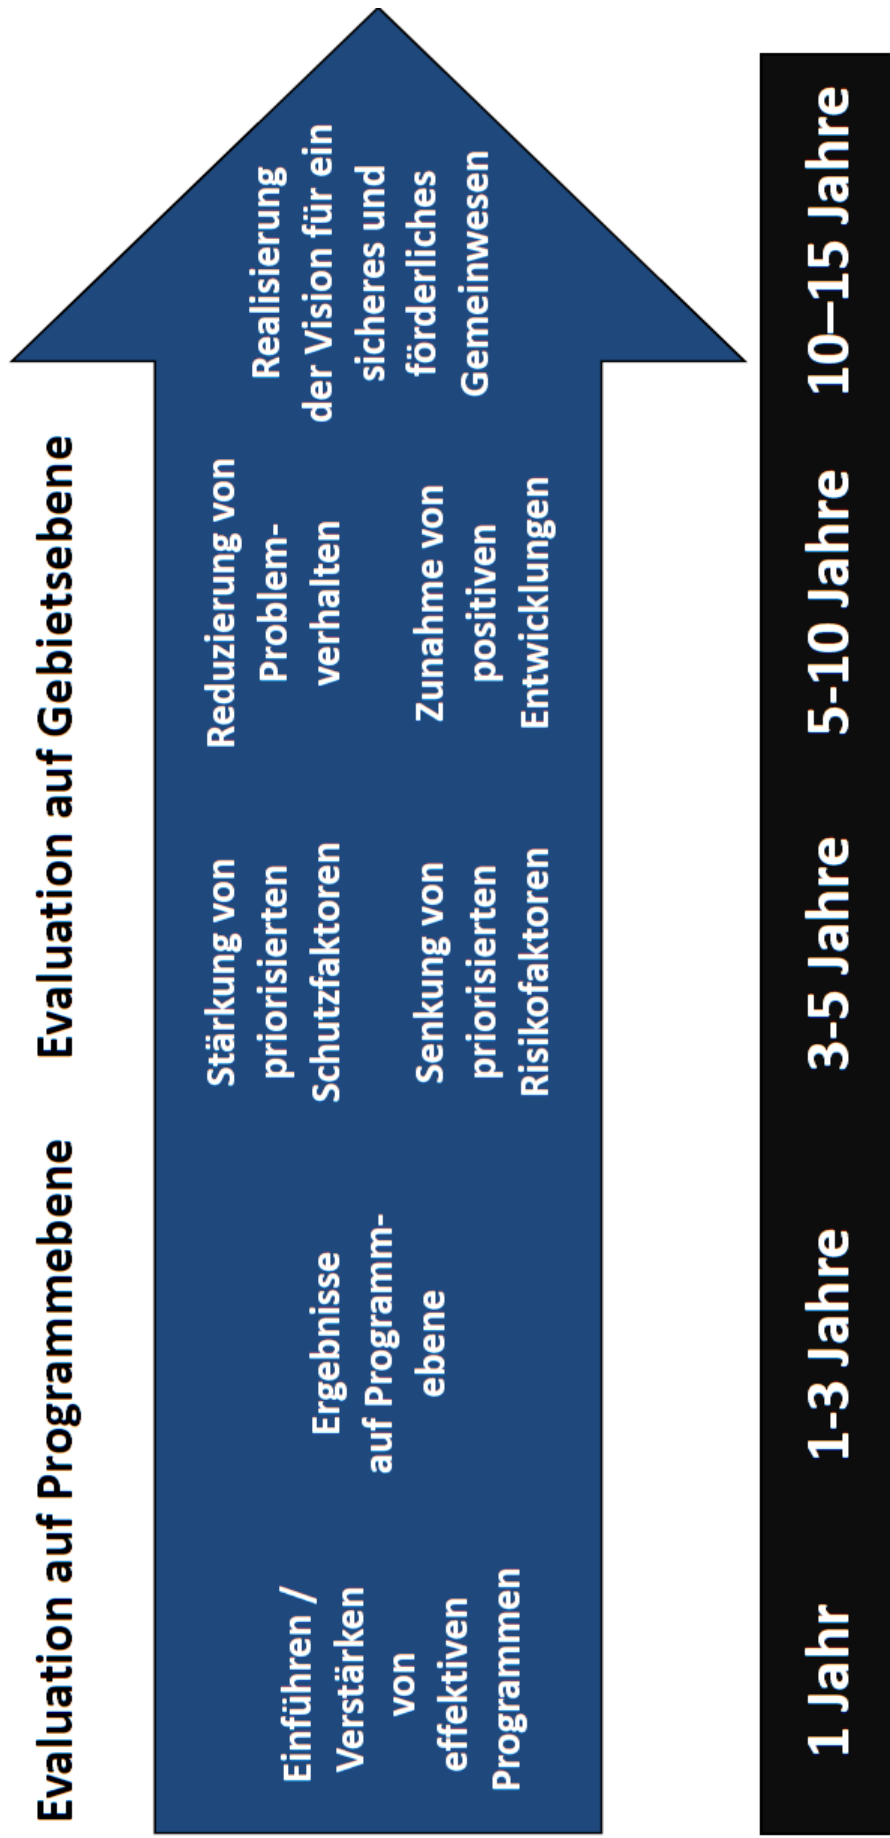 Evaluation auf Programmebene
Evaluation auf Gebietsebene
Einführen /
Verstärken
von
effektiven
Programmen
Ergebnisse
auf Programm-
ebene
Stärkung von
priorisierten
Schutzfaktoren
Senkung von
priorisierten
Risikofaktoren
Reduzierung von
Problem-
verhalten
Zunahme von
positiven
Entwicklungen
Realisierung
der Vision für ein
sicheres und
förderliches
Gemeinwesen
1 Jahr
1-3 Jahre
3-5 Jahre
5-10 Jahre
10–15 Jahre